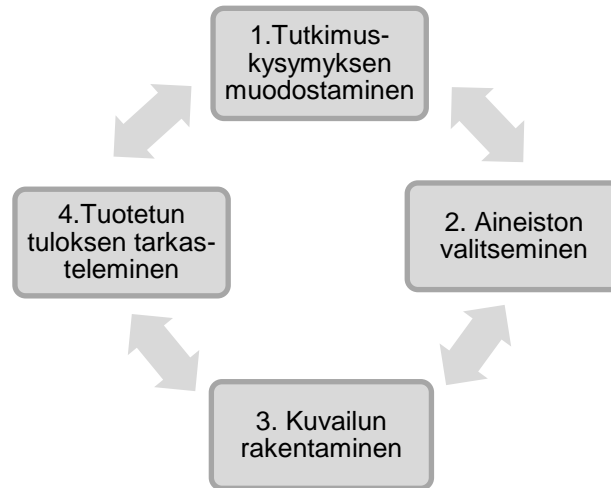 1.Tutkimus-
kysymyksen
muodostaminen
2. Aineiston
valitseminen
3. Kuvailun
rakentaminen
4.Tuotetun
tuloksen tarkas-
teleminen